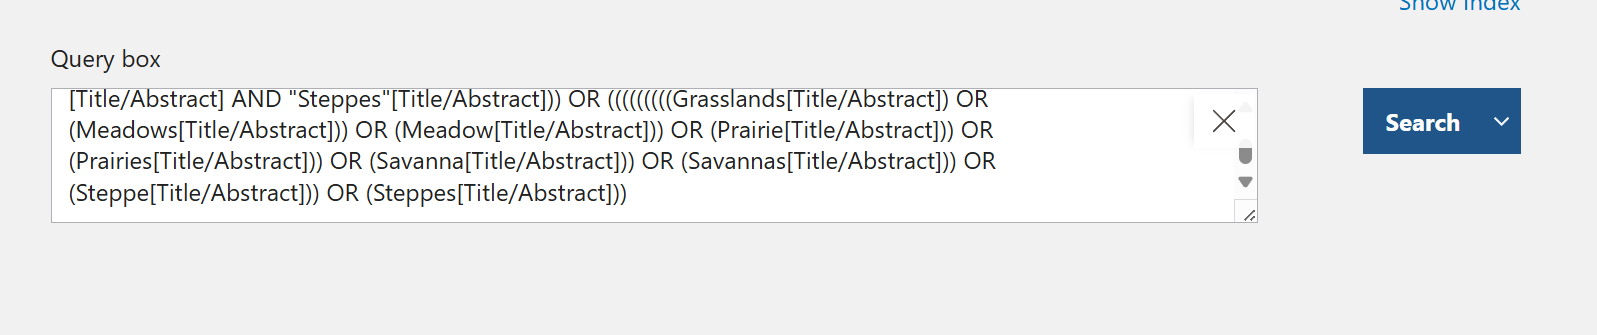 Show Index
Query box
[Title/Abstract] AND "Steppes"[Title/Abstract])) OR (((((((((Grasslands[Title/Abstract]) OR
(Meadows[Title/Abstract])) OR (Meadow[Title/Abstract])) OR (Prairie[Title/Abstract])) OR
(Prairies[Title/Abstract])) OR (Savanna[Title/Abstract])) OR (Savannas[Title/Abstract])) OR
(Steppe[Title/Abstract])) OR (Steppes[Title/Abstract]))
Search